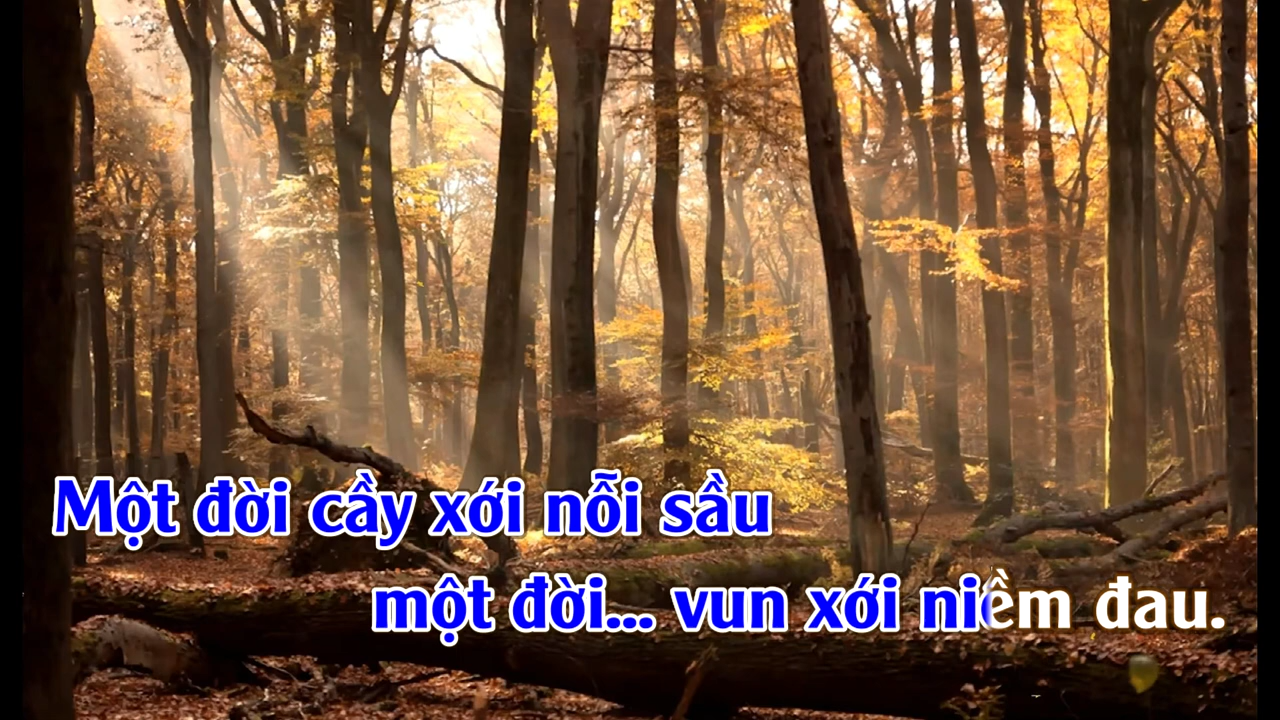 Một đời cầy xới nỗi sầu
một đời... vun xới niềm đau.